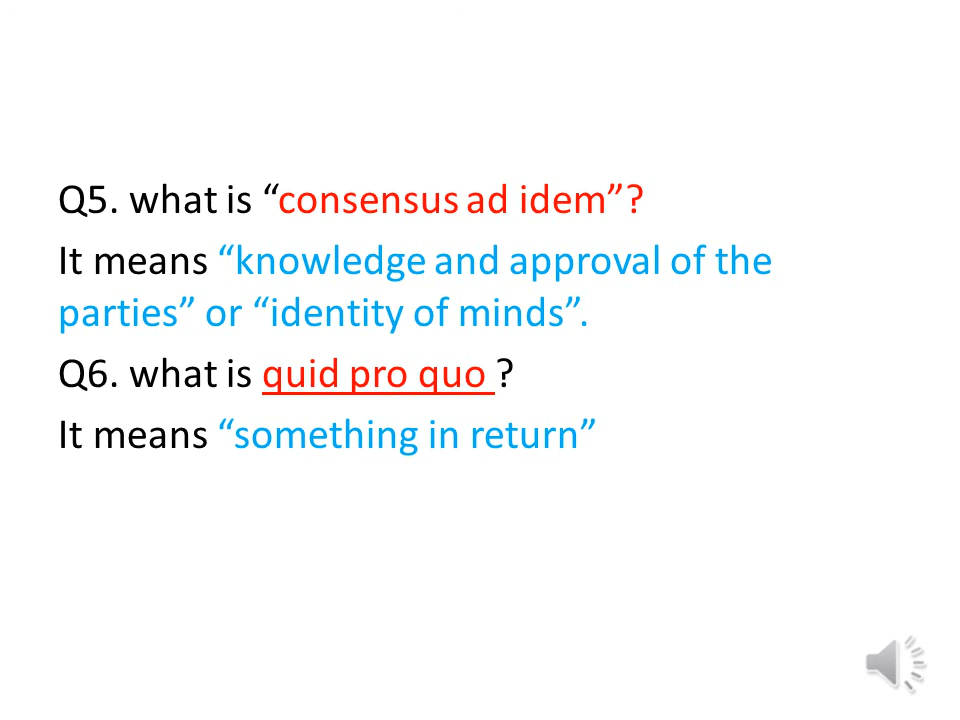 Q5. what is “consensus ad idem”?
It means “knowledge and approval of the
parties” or “identity of minds”.
Q6. what is quid pro quo ?
It means “something in return”